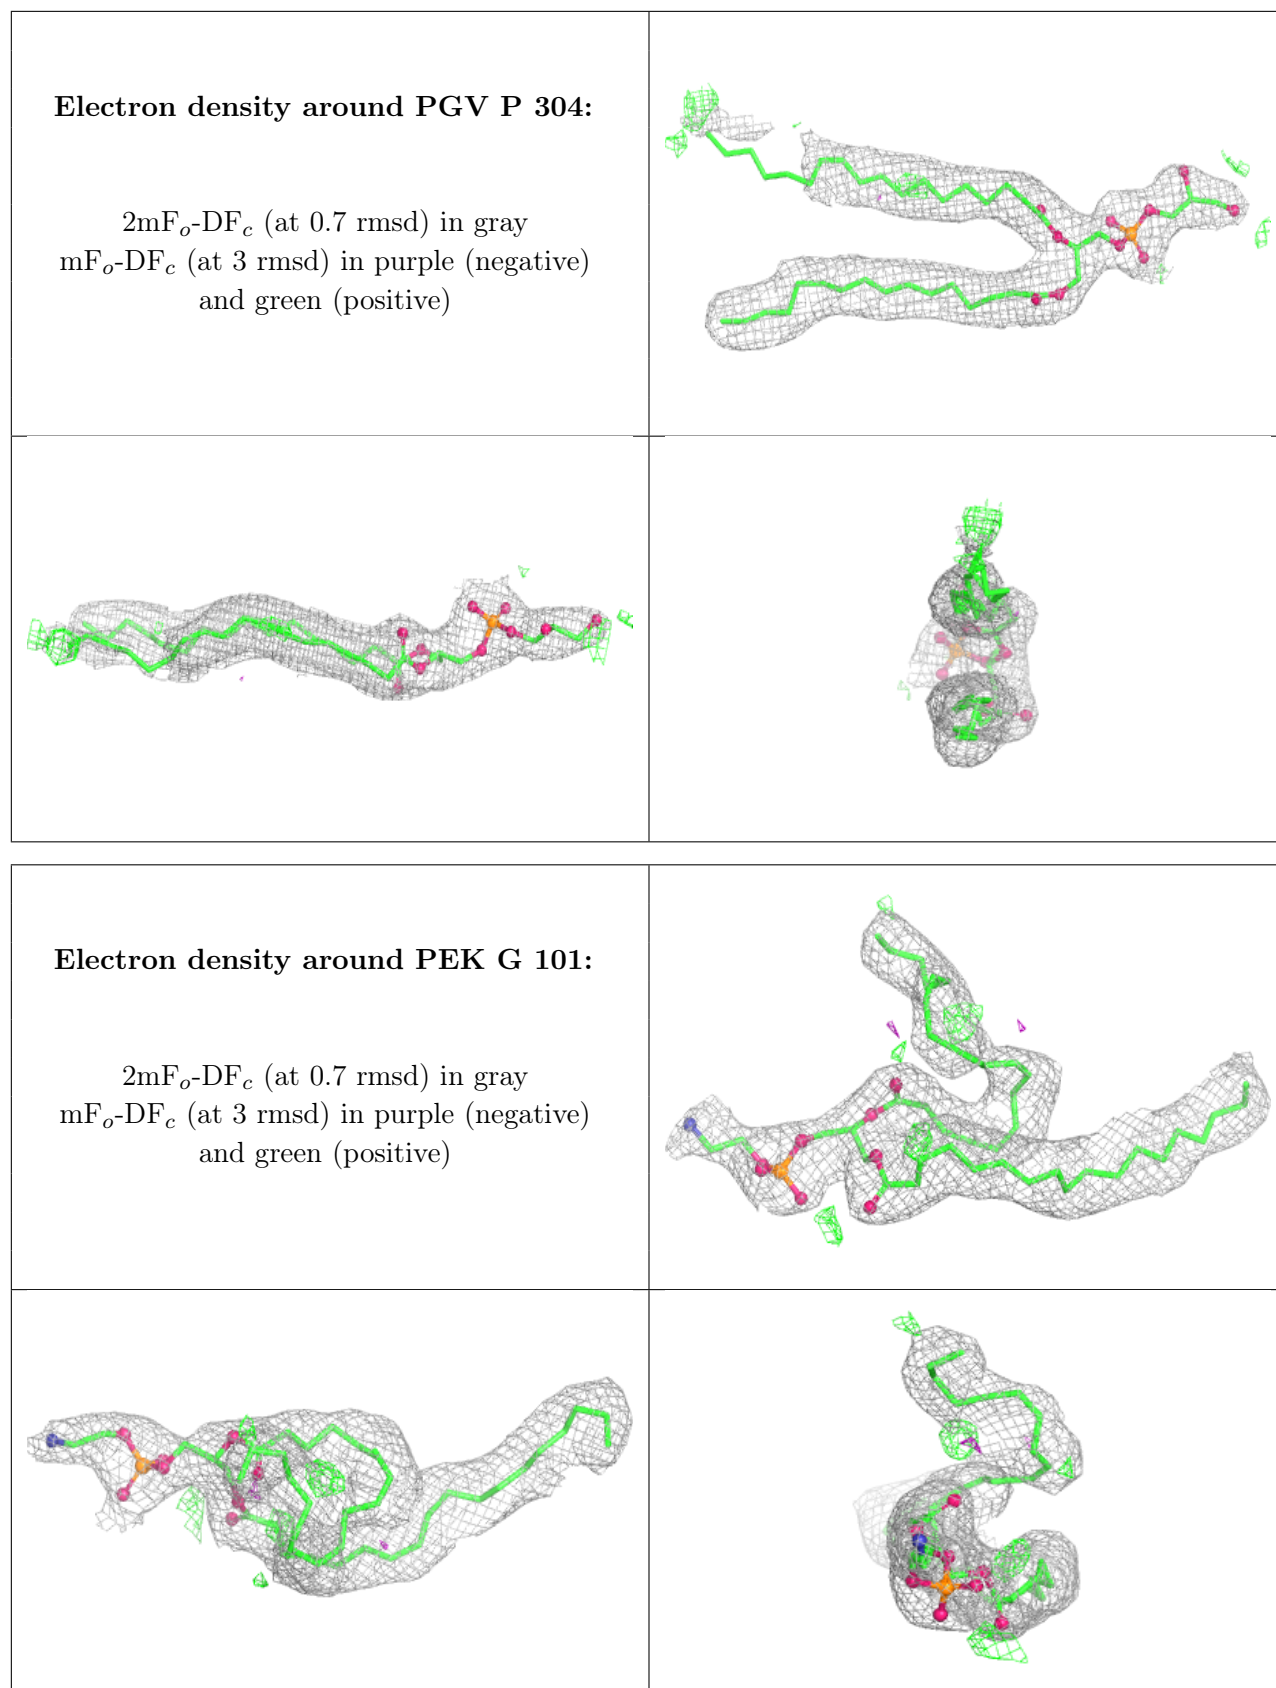 Electron density around PGV P 304:
2mFo-DFc (at 0.7 rmsd) in gray
mFo-DFc (at 3 rmsd) in purple (negative)
and green (positive)
Electron density around PEK G 101:
2mFo-DFc (at 0.7 rmsd) in gray
mFo-DFc (at 3 rmsd) in purple (negative)
and green (positive)